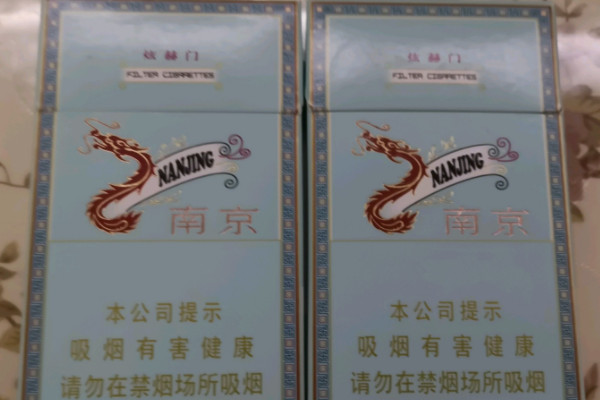 炫赫门
FILTER CIGARETTES
NANJING
南京
本公司提示
吸烟有害健康
请勿在禁烟场所吸烟
炫赫门
FILTER CIGARETTES
NANJING
南京
本公司提示
吸烟有害健康
请勿在禁烟场所吸烟